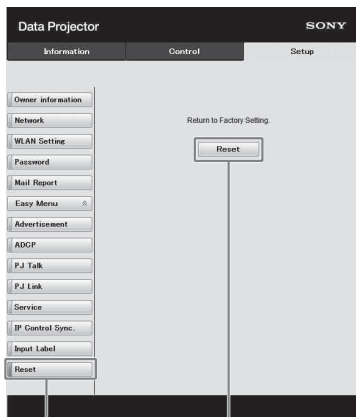 Data Projector
SONY
Information
Control
Setup
Owner information
Network
WLAN Setting
Password
Mail Report
Easy Menu
Advertisement
ADCP
PJ Talk
PJ Link
Service
IP Control Sync.
Input Label
Reset
Return to Factory Setting.
Reset